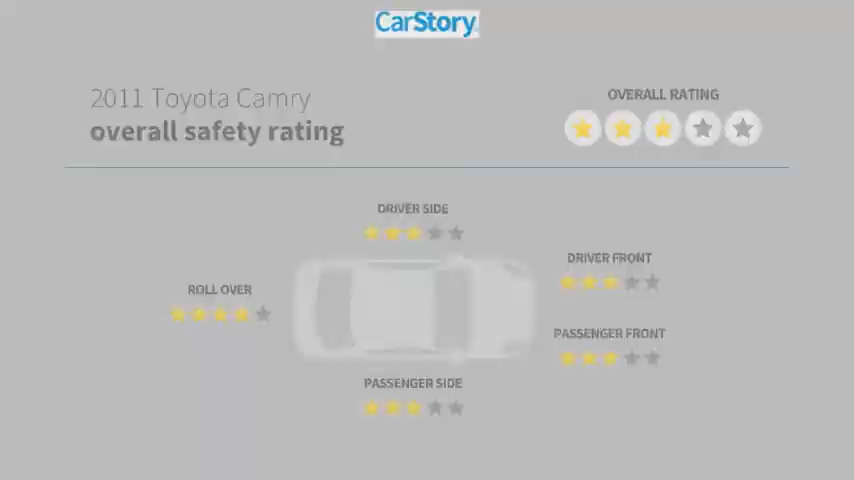 CarStory
2011 Toyota Camry
overall safety rating
OVERALL RATING
DRIVER SIDE
DRIVER FRONT
ROLL OVER
PASSENGER FRONT
PASSENGER SIDE